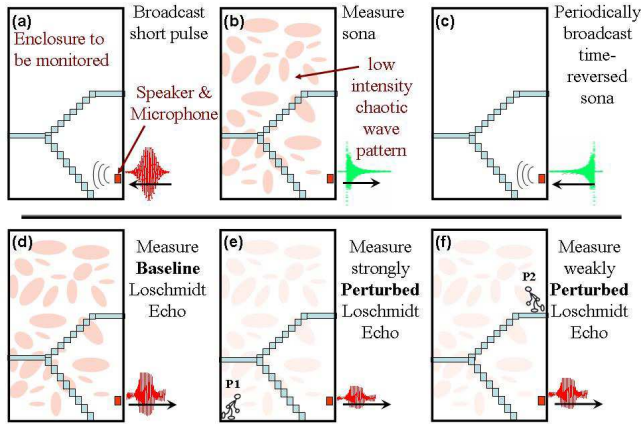 (a)
Broadcast
short pulse
Enclosure to
be monitored
Speaker &
Microphone
(b)
Measure
sona
low
intensity
chaotic
wave
pattern
(c)
Periodically
broadcast
time-
reversed
sona
(d)
Measure
Baseline
Loschmidt
Echo
(e)
Measure
strongly
Perturbed
Loschmidt
Echo
P1
(f)
P2
Measure
weakly
Perturbed
Loschmidt
Echo